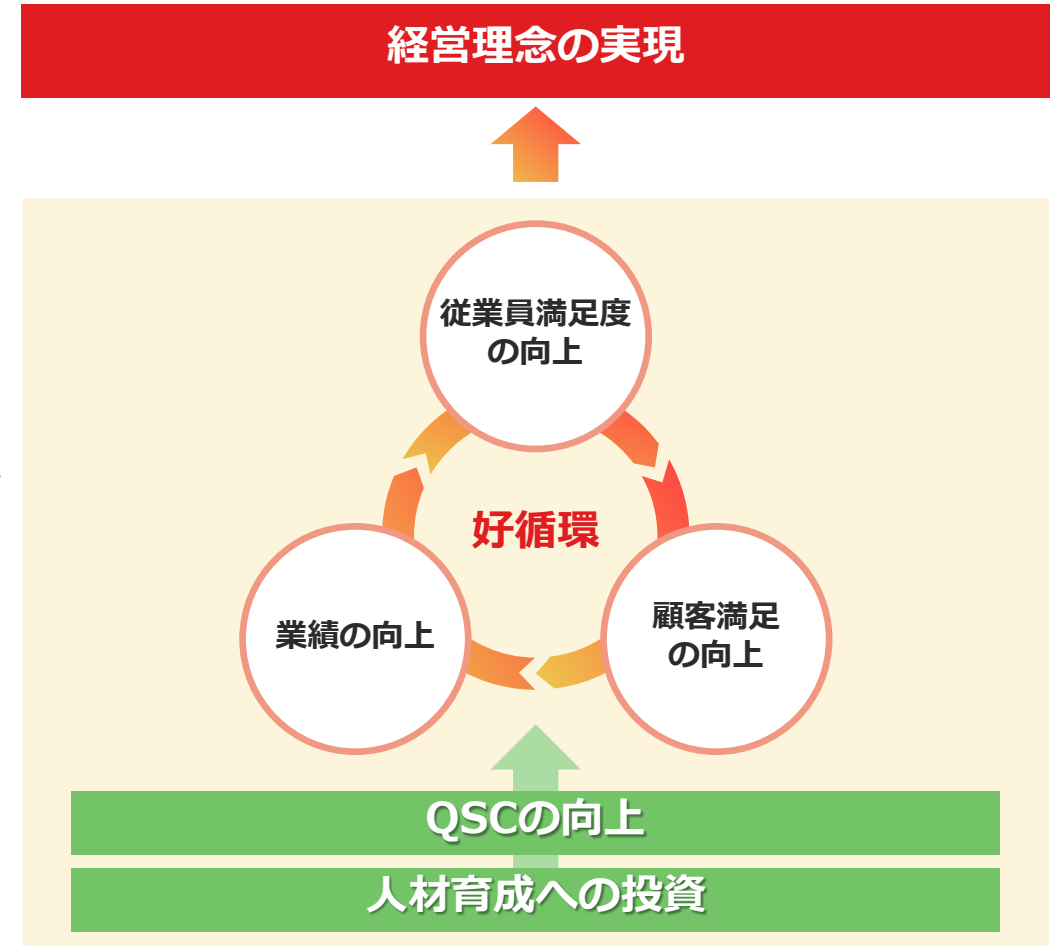 経営理念の実現
従業員満足度
の向上
好循環
業績の向上
顧客満足
の向上
QSCの向上
人材育成への投資